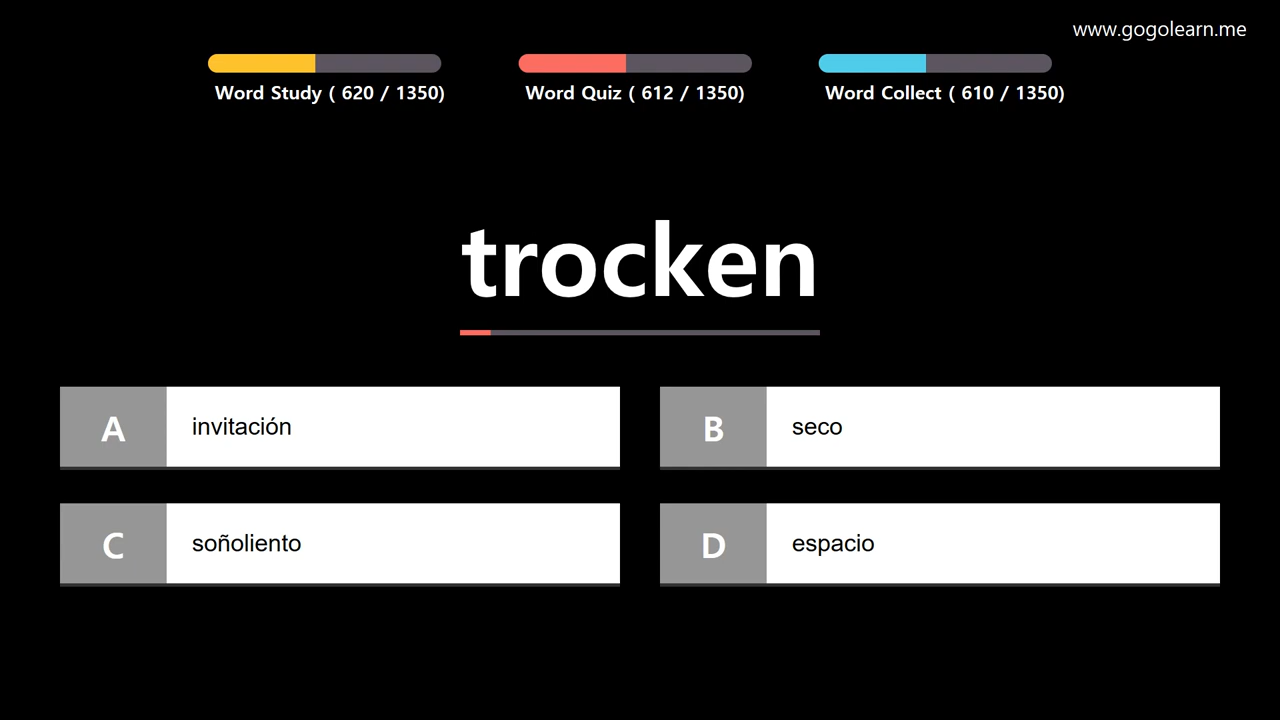 www.gogolearn.me
Word Study ( 620 / 1350)
Word Quiz ( 612 / 1350)
Word Collect ( 610 / 1350)
trocken
A invitación
B seco
C soñoliento
D espacio